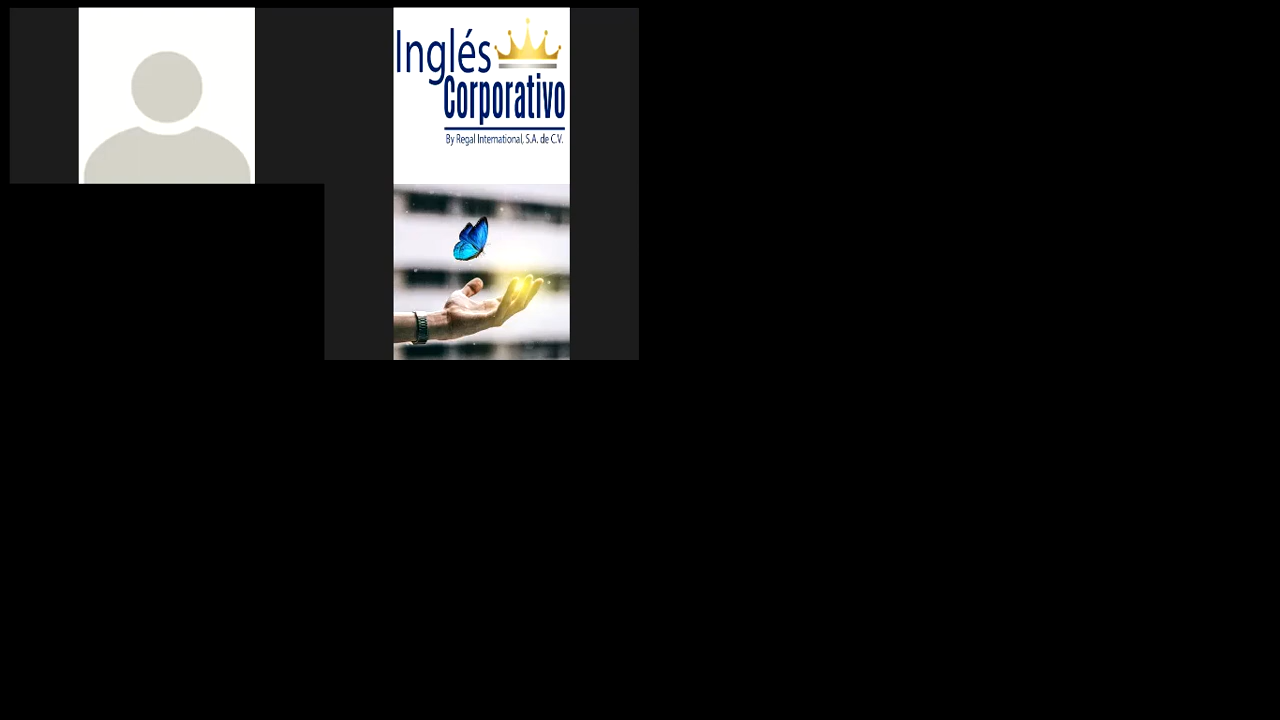 Inglés
Corporativo
By Regal International, S.A. de C.V.